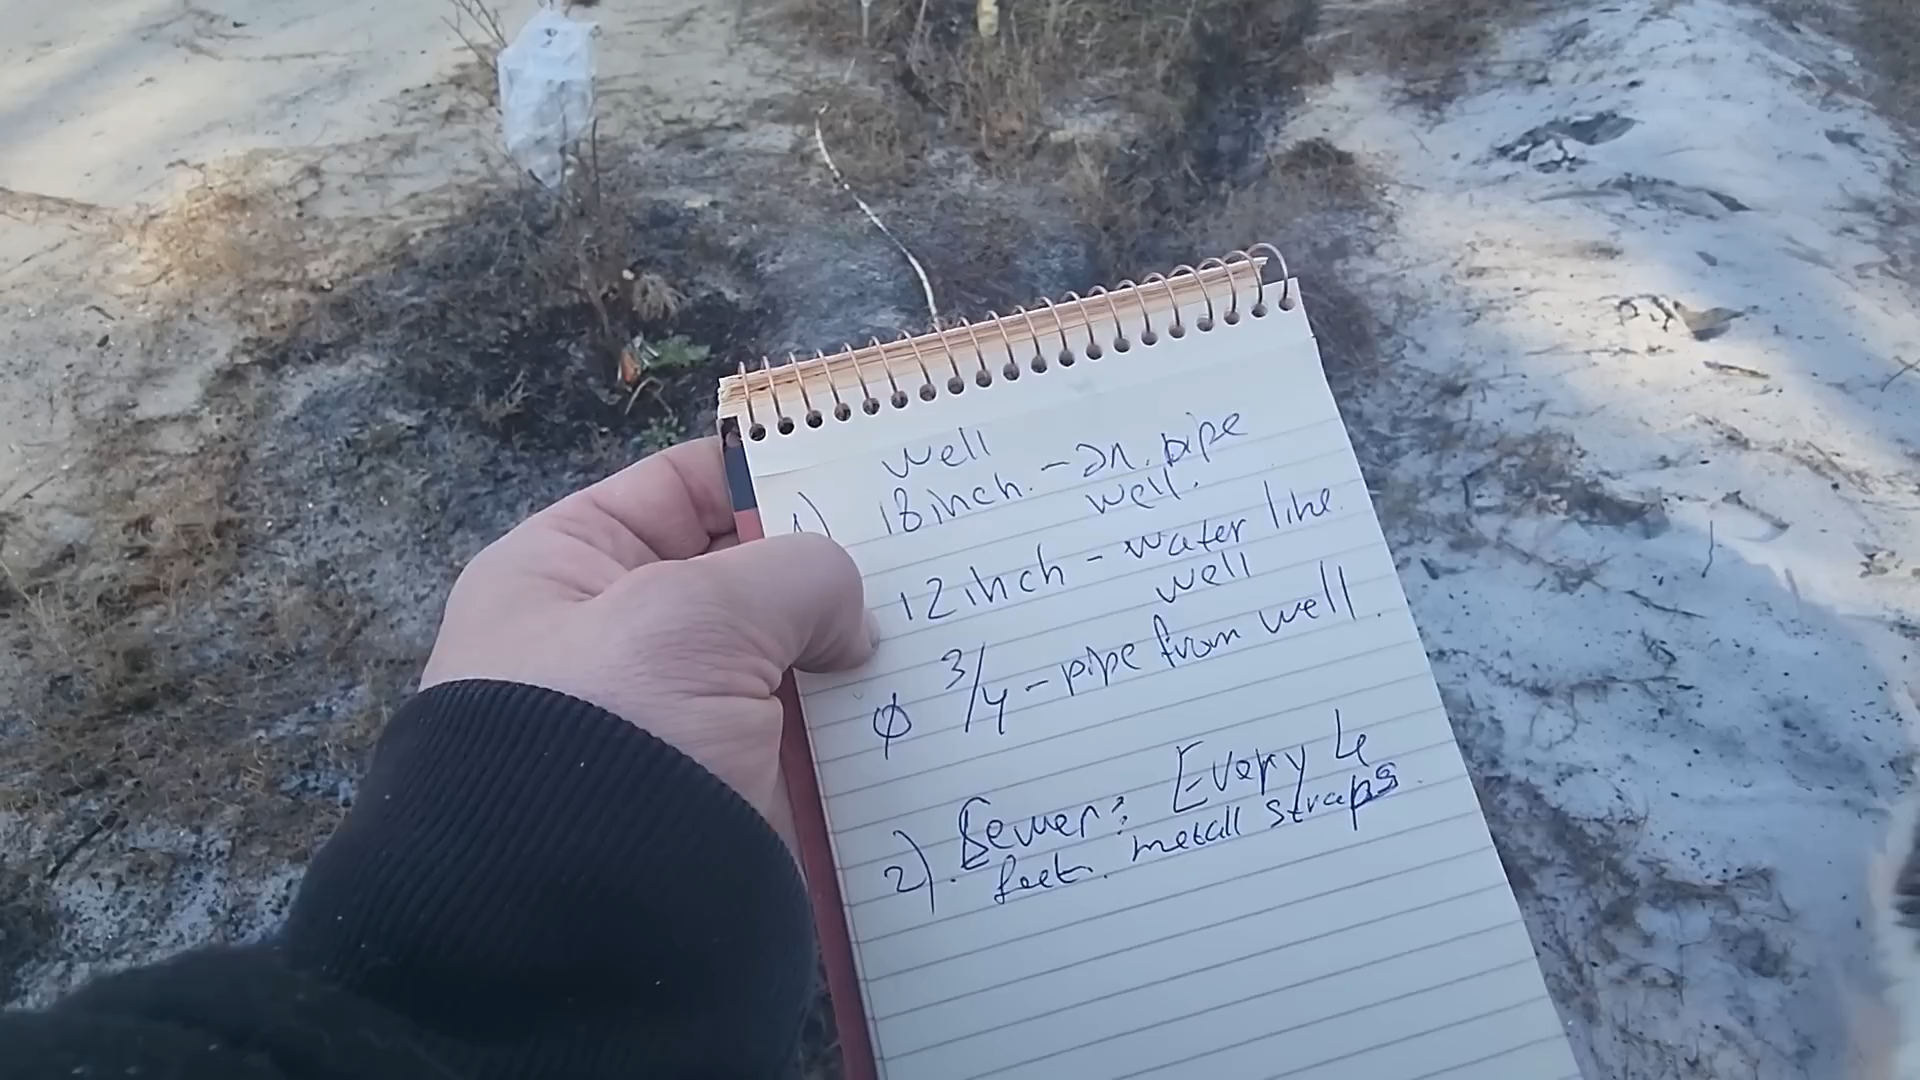 well
1) 18inch. - эл. pipe
well.
12inch - water line.
well
ϕ 3/4 - pipe from well.
2). Sewer: Every 4
feet. metall straps.